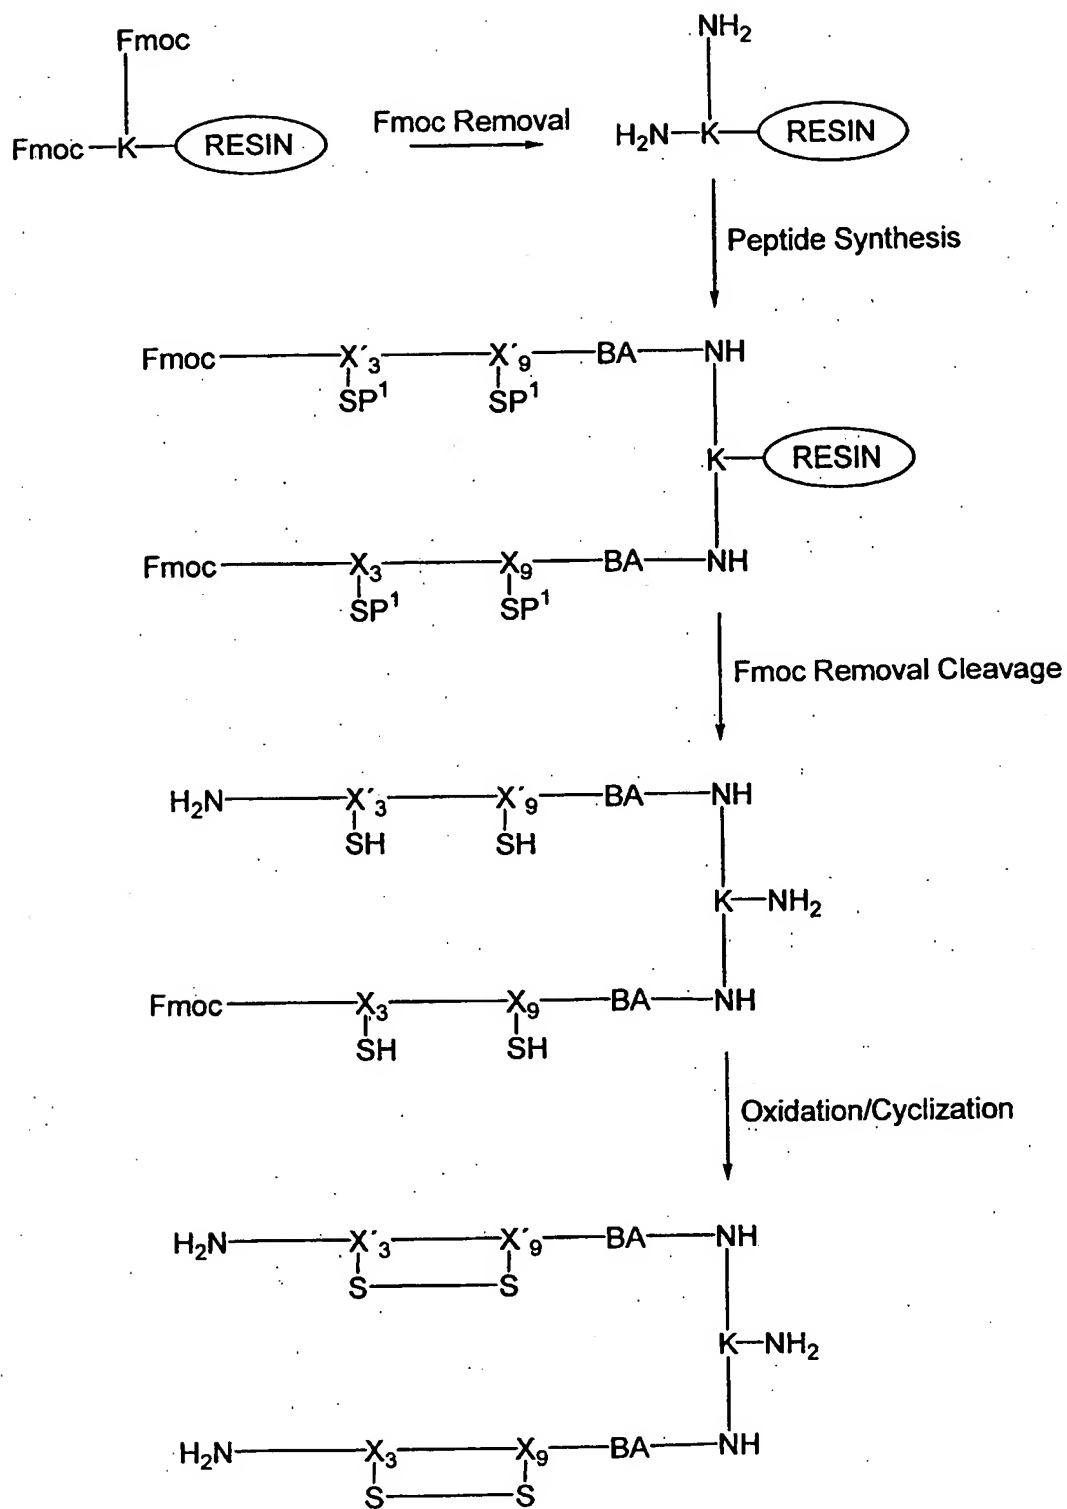 Fmoc
Fmoc—K—RESIN
Fmoc Removal
NH₂
H₂N—K—RESIN
Peptide Synthesis
Fmoc—X´₃—X´₉—BA—NH
SP¹ SP¹
K—RESIN
Fmoc—X₃—X₉—BA—NH
SP¹ SP¹
Fmoc Removal Cleavage
H₂N—X´₃—X´₉—BA—NH
SH SH
K—NH₂
Fmoc—X₃—X₉—BA—NH
SH SH
Oxidation/Cyclization
H₂N—X´₃—X´₉—BA—NH
S—S
K—NH₂
H₂N—X₃—X₉—BA—NH
S—S